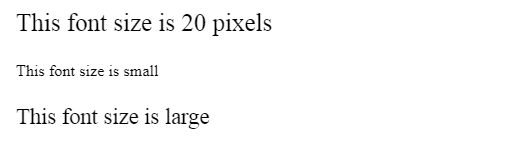 This font size is 20 pixels
This font size is small
This font size is large